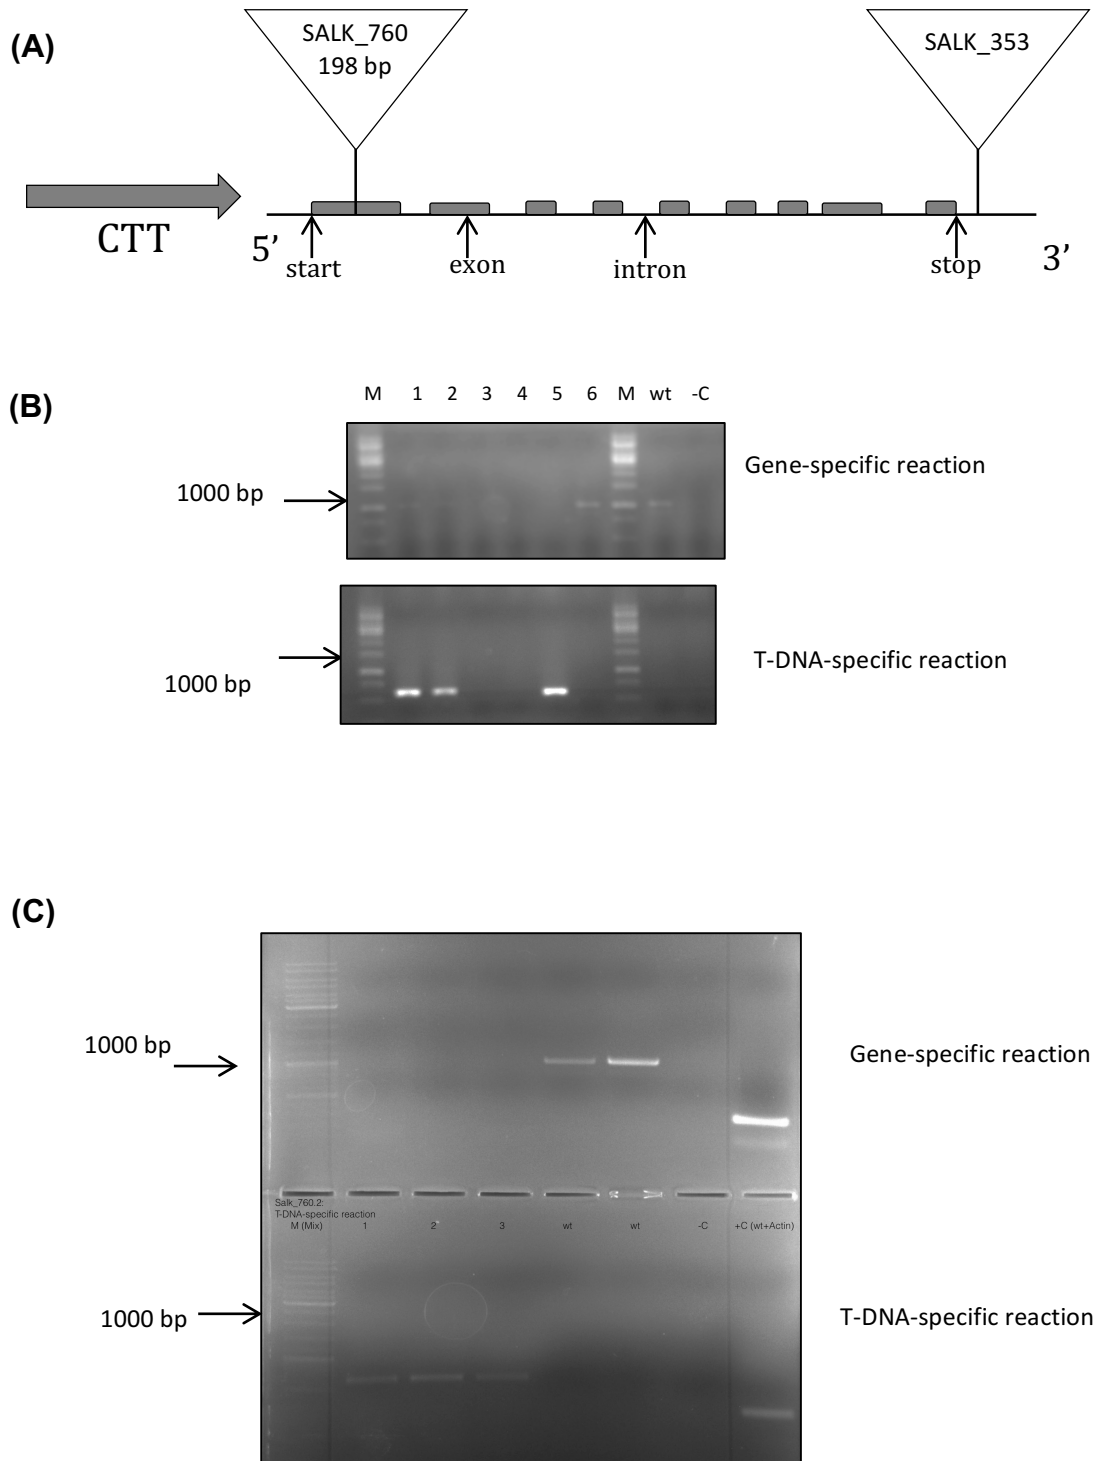 (A)
SALK_760
198 bp
SALK_353
CTT
5’
start
exon
intron
stop
3’
(B)
M 1 2 3 4 5 6 M wt -C
1000 bp
Gene-specific reaction
1000 bp
T-DNA-specific reaction
(C)
1000 bp
Gene-specific reaction
Salk_760.2:
T-DNA-specific reaction
M (Mix) 1 2 3 wt wt -C +C (wt+Actin)
1000 bp
T-DNA-specific reaction